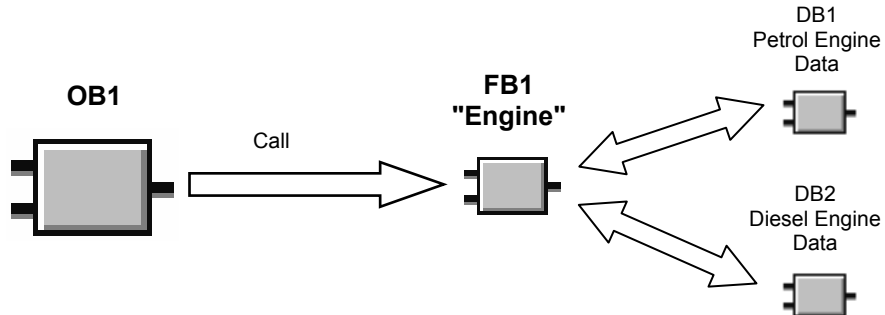 OB1
Call
FB1
"Engine"
DB1
Petrol Engine
Data
DB2
Diesel Engine
Data